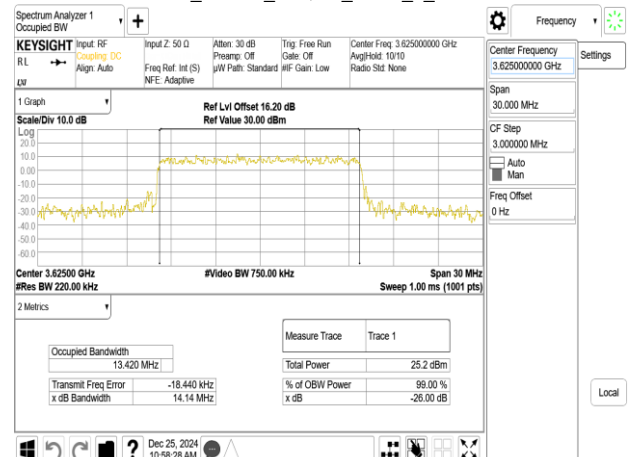 Spectrum Analyzer 1
Occupied BW
Frequency
KEYSIGHT
RL
LXI
Input: RF
Coupling: DC
Align: Auto
Input Z: 50 Ω
Freq Ref: Int (S)
NFE: Adaptive
Atten: 30 dB
Preamp: Off
µW Path: Standard
Trig: Free Run
Gate: Off
#IF Gain: Low
Center Freq: 3.625000000 GHz
Avg|Hold: 10/10
Radio Std: None
Center Frequency
3.625000000 GHz
Settings
Span
30.000 MHz
CF Step
3.000000 MHz
Auto
Man
Freq Offset
0 Hz
Local
1 Graph
Scale/Div 10.0 dB
Ref Lvl Offset 16.20 dB
Ref Value 30.00 dBm
Log
20.0
10.0
0.00
-10.0
-20.0
-30.0
-40.0
-50.0
-60.0
Center 3.62500 GHz
#Video BW 750.00 kHz
Span 30 MHz
#Res BW 220.00 kHz
Sweep 1.00 ms (1001 pts)
2 Metrics
Measure Trace Trace 1
Occupied Bandwidth
13.420 MHz
Total Power 25.2 dBm
Transmit Freq Error -18.440 kHz
% of OBW Power 99.00 %
x dB Bandwidth 14.14 MHz
x dB -26.00 dB
?
Dec 25, 2024
10:58:28 AM